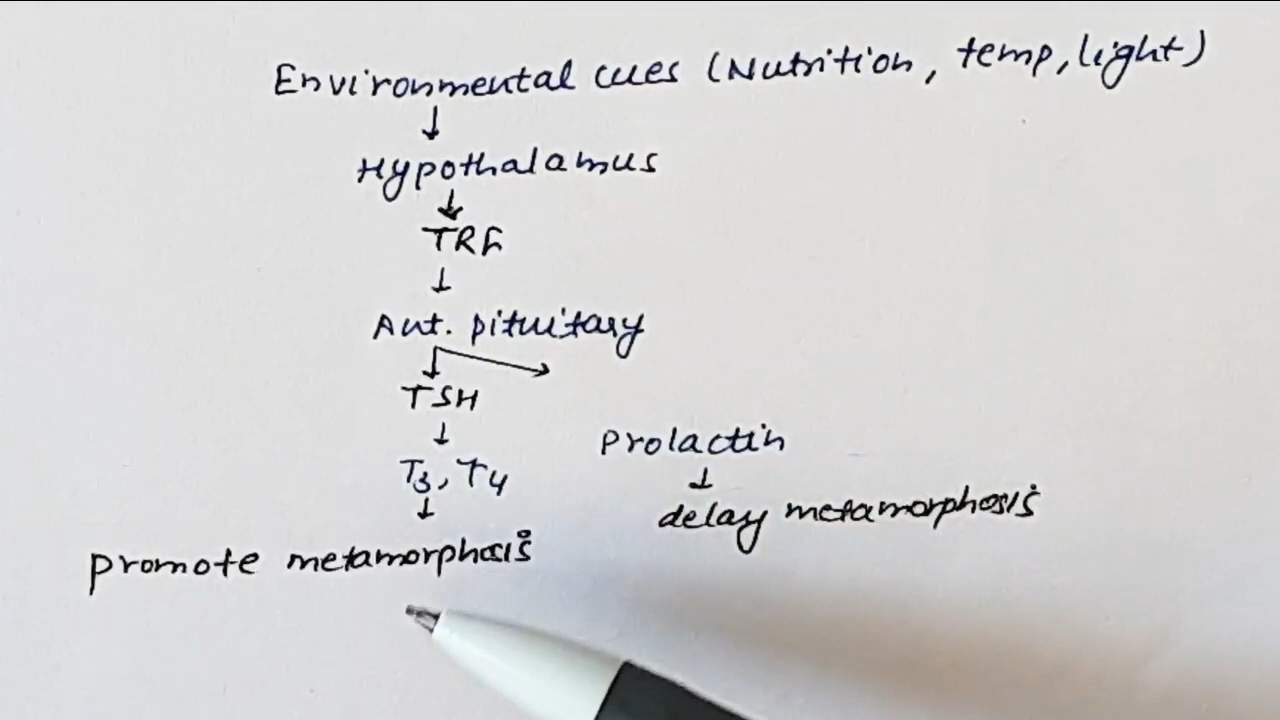 Environmental cues (Nutrition, temp, light)
↓
Hypothalamus
↓
TRF
↓
Ant. pituitary
↓
TSH
↓
T3, T4
↓
promote metamorphosis
Prolactin
↓
delay metamorphosis